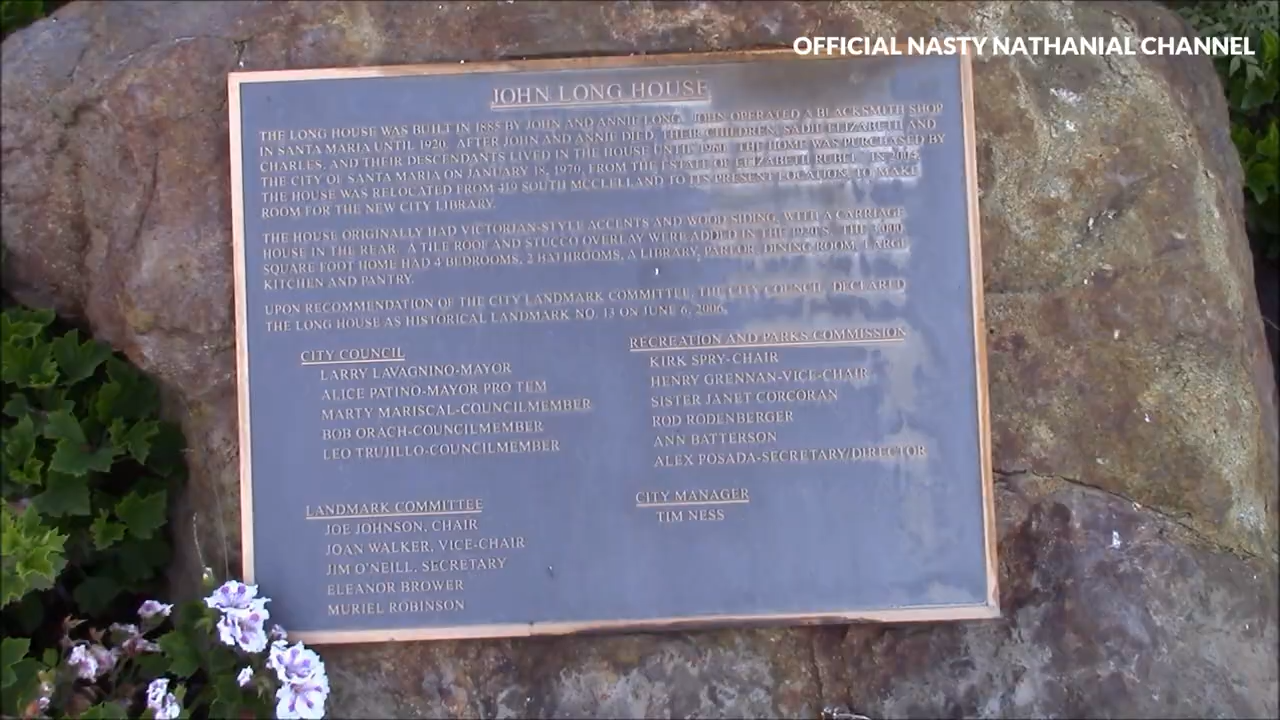 OFFICIAL NASTY NATHANIAL CHANNEL
JOHN LONG HOUSE
THE LONG HOUSE WAS BUILT IN 1885 BY JOHN AND ANNIE LONG. JOHN OPERATED A BLACKSMITH SHOP
IN SANTA MARIA UNTIL 1920. AFTER JOHN AND ANNIE DIED, THEIR CHILDREN, SADIE ELIZABETH AND
CHARLES, AND THEIR DESCENDANTS LIVED IN THE HOUSE UNTIL THE HOME WAS PURCHASED BY
THE CITY OF SANTA MARIA ON JANUARY 18, 1970, FROM THE ESTATE OF ELIZABETH RUBEL. IN 2005,
THE HOUSE WAS RELOCATED FROM 419 SOUTH MCCLELLAND TO ITS PRESENT LOCATION, TO MAKE
ROOM FOR THE NEW CITY LIBRARY.
THE HOUSE ORIGINALLY HAD VICTORIAN-STYLE ACCENTS AND WOOD SIDING, WITH A CARRIAGE
HOUSE IN THE REAR. A TILE ROOF AND STUCCO OVERLAY WERE ADDED IN THE 1920'S. THE
SQUARE FOOT HOME HAD 4 BEDROOMS, 2 BATHROOMS, A LIBRARY, PARLOR, DINING ROOM, LARGE
KITCHEN AND PANTRY.
UPON RECOMMENDATION OF THE CITY LANDMARK COMMITTEE, THE CITY COUNCIL DECLARED
THE LONG HOUSE AS HISTORICAL LANDMARK NO. 13 ON JUNE 6, 2006.
CITY COUNCIL
LARRY LAVAGNINO-MAYOR
ALICE PATINO-MAYOR PRO TEM
MARTY MARISCAL-COUNCILMEMBER
BOB ORACH-COUNCILMEMBER
LEO TRUJILLO-COUNCILMEMBER
RECREATION AND PARKS COMMISSION
KIRK SPRY-CHAIR
HENRY GRENNAN-VICE-CHAIR
SISTER JANET CORCORAN
ROD RODENBERGER
ANN BATTERSON
ALEX POSADA-SECRETARY/DIRECTOR
LANDMARK COMMITTEE
JOE JOHNSON, CHAIR
JOAN WALKER, VICE-CHAIR
JIM O'NEILL, SECRETARY
ELEANOR BROWER
MURIEL ROBINSON
CITY MANAGER
TIM NESS